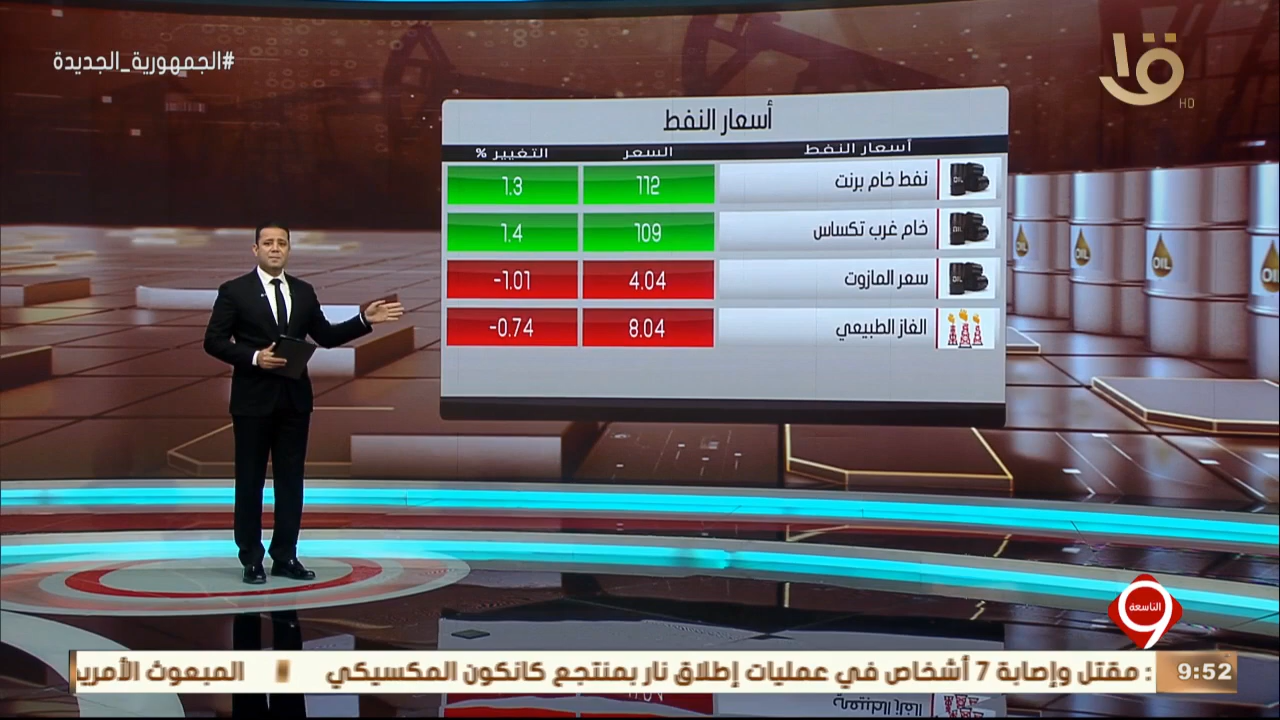 #الجمهورية_الجديدة
HD
أسعار النفط
أسعار النفط السعر التغيير %
نفط خام برنت 112 1.3
خام غرب تكساس 109 1.4
سعر المازوت 4.04 -1.01
الغاز الطبيعي 8.04 -0.74
OIL
OIL
OIL
OIL
التاسعة
9
9:52 : مقتل وإصابة 7 أشخاص في عمليات إطلاق نار بمنتجع كانكون المكسيكي المبعوث